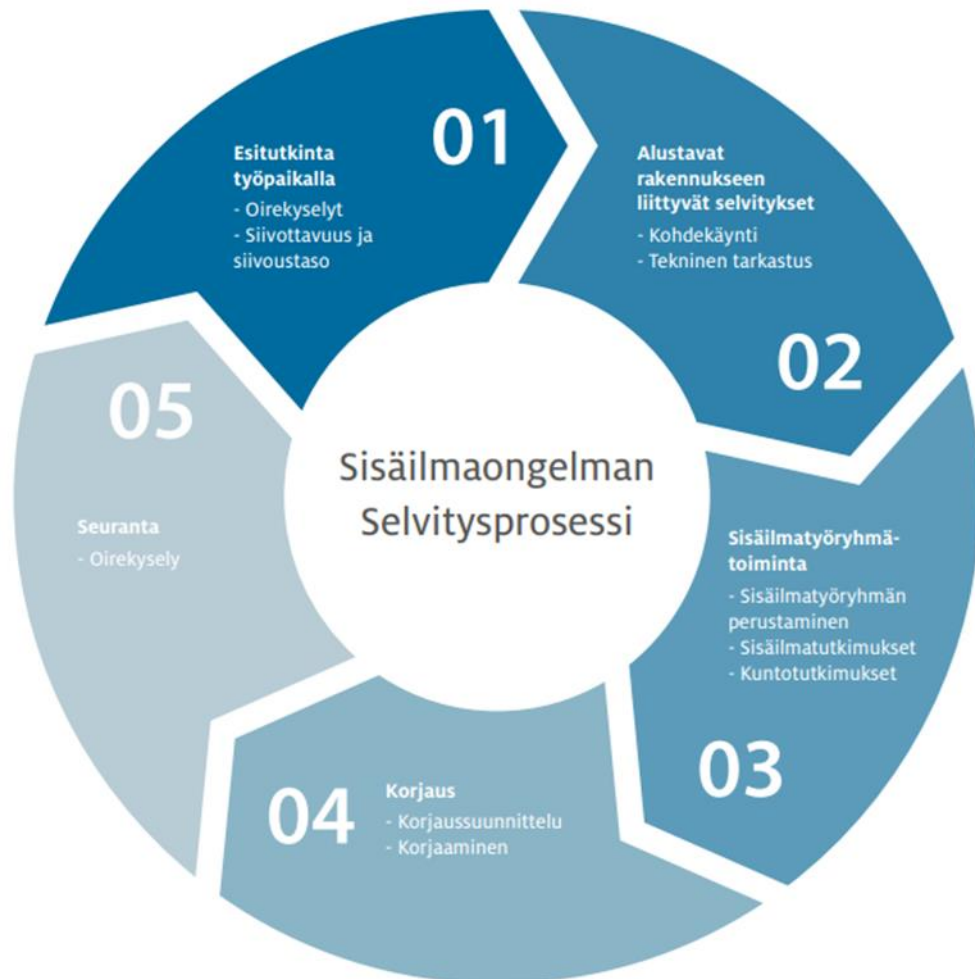 01
Esitutkinta
työpaikalla
- Oirekyselyt
- Siivottavuus ja
siivoustaso
Alustavat
rakennukseen
liittyvät selvitykset
- Kohdekäynti
- Tekninen tarkastus
02
Sisäilmatyöryhmä-
toiminta
- Sisäilmatyöryhmän
perustaminen
- Sisäilmatutkimukset
- Kuntotutkimukset
03
04
Korjaus
- Korjaussuunnittelu
- Korjaaminen
05
Seuranta
- Oirekysely
Sisäilmaongelman
Selvitysprosessi